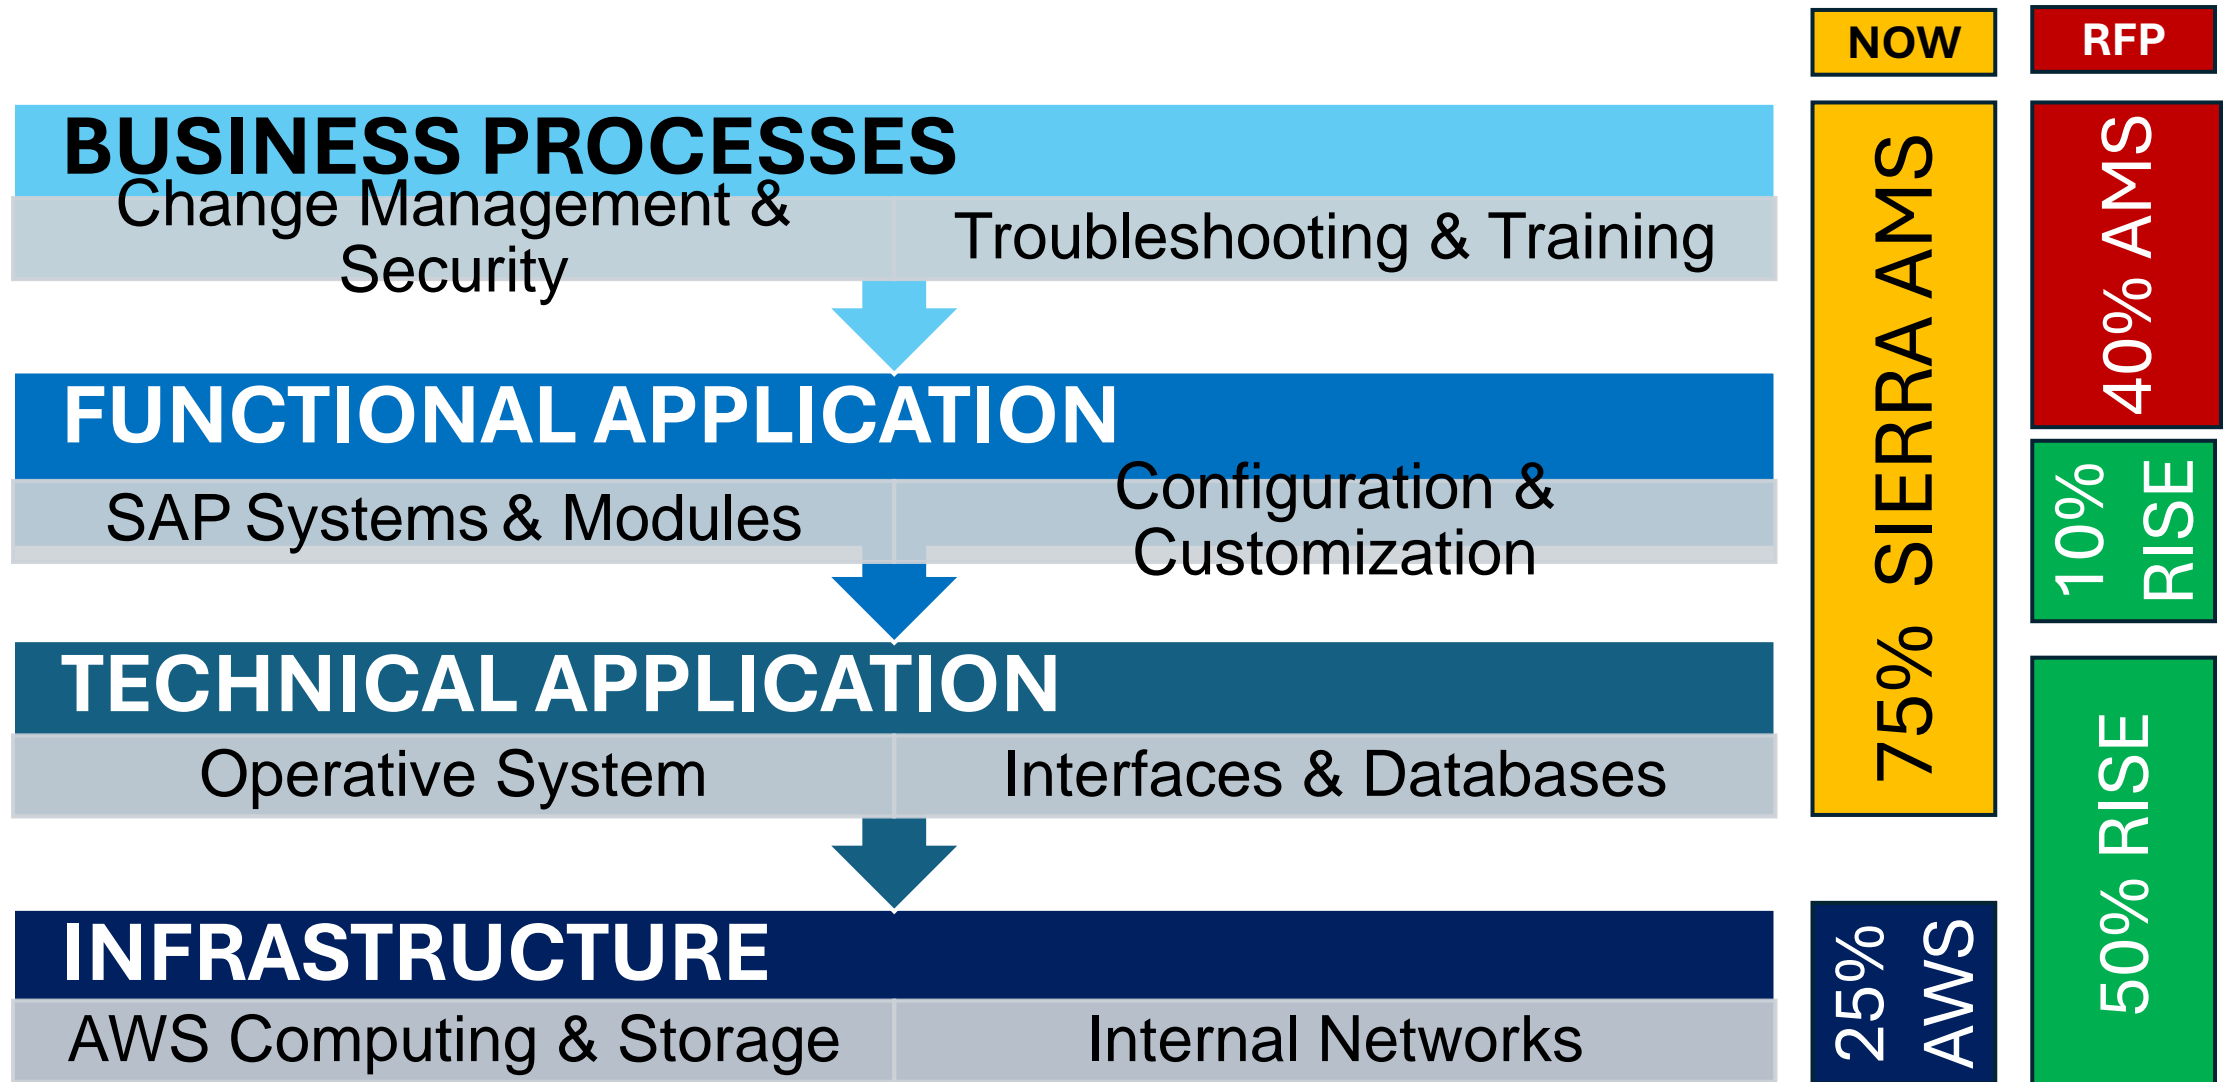 NOW
RFP
BUSINESS PROCESSES
Change Management &
Security
Troubleshooting & Training
FUNCTIONAL APPLICATION
SAP Systems & Modules
Configuration &
Customization
TECHNICAL APPLICATION
Operative System
Interfaces & Databases
INFRASTRUCTURE
AWS Computing & Storage
Internal Networks
75% SIERRA AMS
25%
AWS
40% AMS
10%
RISE
50% RISE